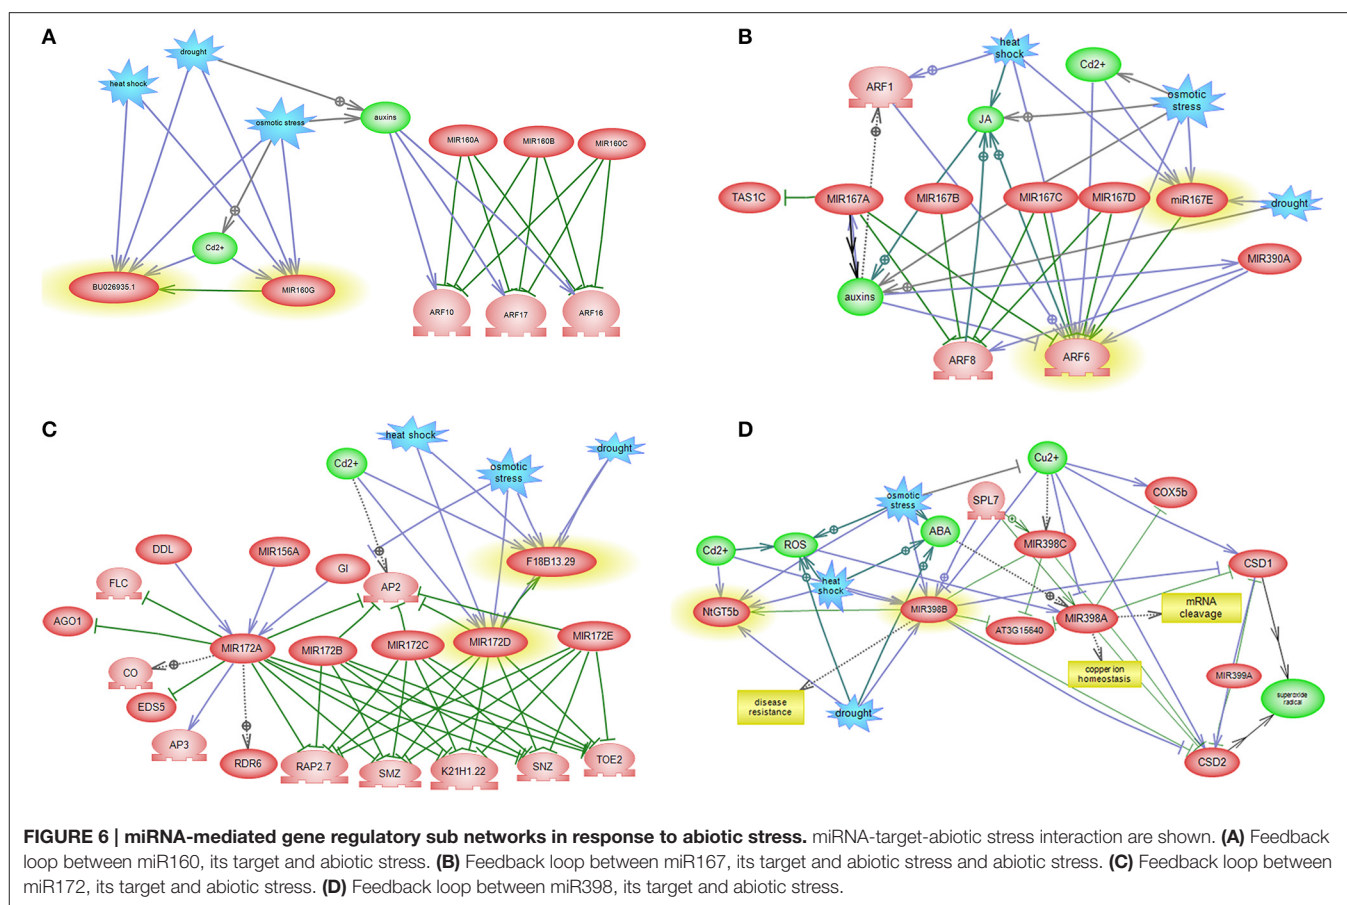 A
drought
heat shock
osmotic stress
auxins
MIR160A
MIR160B
MIR160C
Cd2+
BU026935.1
MIR160G
ARF10
ARF17
ARF16
B
heat
shock
Cd2+
ARF1
osmotic
stress
JA
TAS1C
MIR167A
MIR167B
MIR167C
MIR167D
miR167E
drought
MIR390A
auxins
ARF8
ARF6
C
heat shock
drought
Cd2+
osmotic
stress
DDL
MIR156A
GI
F18B13.29
FLC
AP2
AGO1
MIR172A
MIR172B
MIR172C
MIR172D
MIR172E
CO
EDS5
AP3
RDR6
RAP2.7
SMZ
K21H1.22
SNZ
TOE2
D
Cu2+
osmotic
stress
SPL7
COX5b
Cd2+
ROS
ABA
MIR398C
CSD1
heat
shock
NtGT5b
MIR398B
AT3G15640
MIR398A
mRNA
cleavage
copper ion
homeostasis
MIR399A
superoxide
radical
disease
resistance
drought
CSD2
FIGURE 6 | miRNA-mediated gene regulatory sub networks in response to abiotic stress. miRNA-target-abiotic stress interaction are shown. (A) Feedback
loop between miR160, its target and abiotic stress. (B) Feedback loop between miR167, its target and abiotic stress and abiotic stress. (C) Feedback loop between
miR172, its target and abiotic stress. (D) Feedback loop between miR398, its target and abiotic stress.